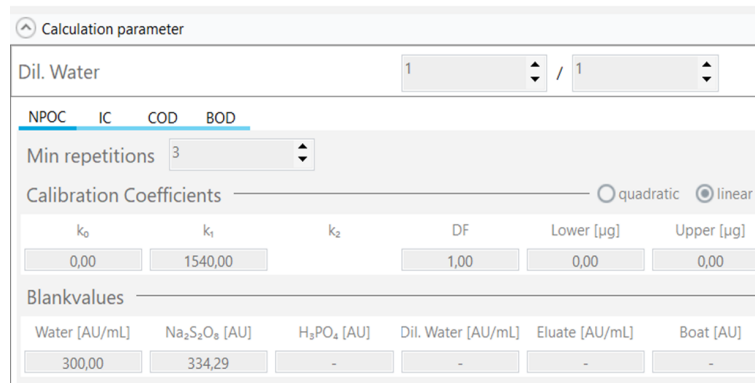 Calculation parameter
Dil. Water 1 / 1
NPOC IC COD BOD
Min repetitions 3
Calibration Coefficients quadratic linear
k₀ k₁ k₂ DF Lower [µg] Upper [µg]
0,00 1540,00 1,00 0,00 0,00
Blankvalues
Water [AU/mL] Na₂S₂O₈ [AU] H₃PO₄ [AU] Dil. Water [AU/mL] Eluate [AU/mL] Boat [AU]
300,00 334,29 - - - -